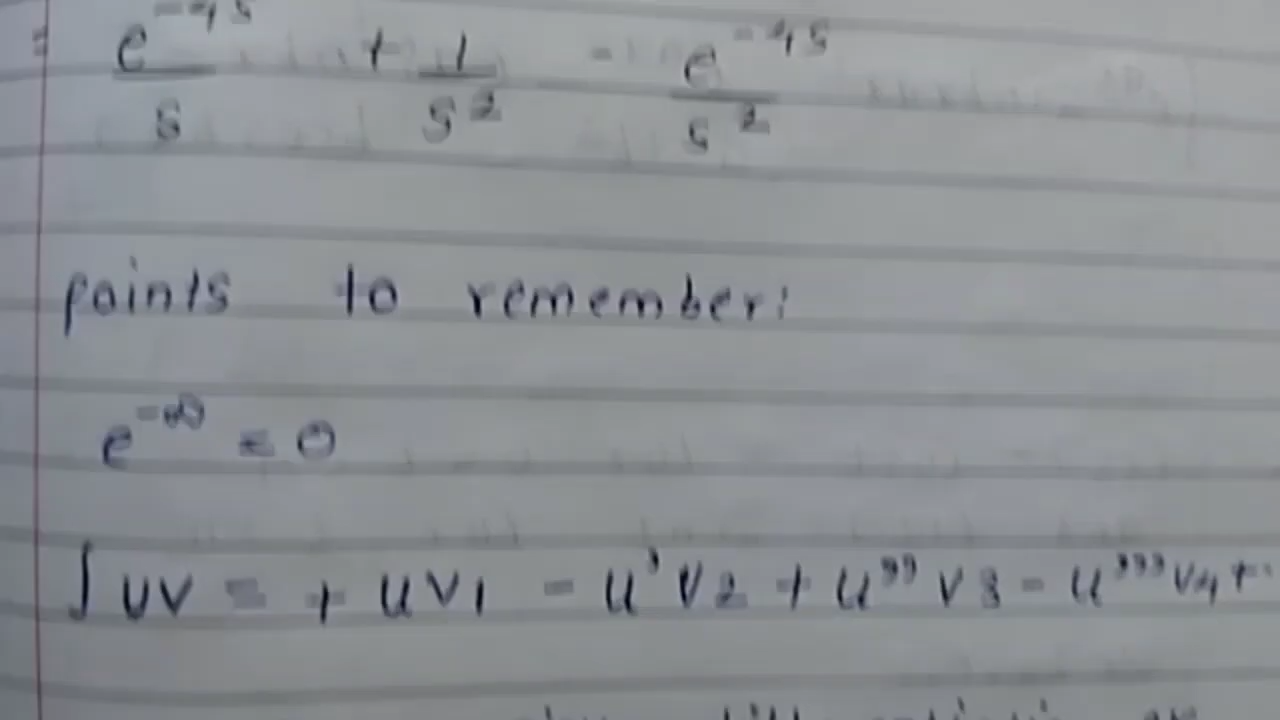 = e^-4s/s + 1/s^2 - e^-4s/s^2
points to remember:
e^-∞ = 0
∫ uv = + uv1 - u'v2 + u''v3 - u'''v4 + ..